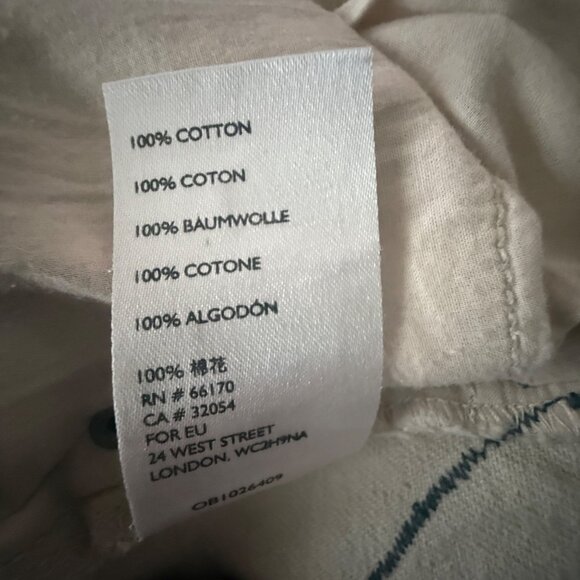 100% COTTON
100% COTON
100% BAUMWOLLE
100% COTONE
100% ALGODÓN
100% 棉花
RN # 66170
CA # 32054
FOR EU
24 WEST STREET
LONDON, WC2H9NA
OB1026409